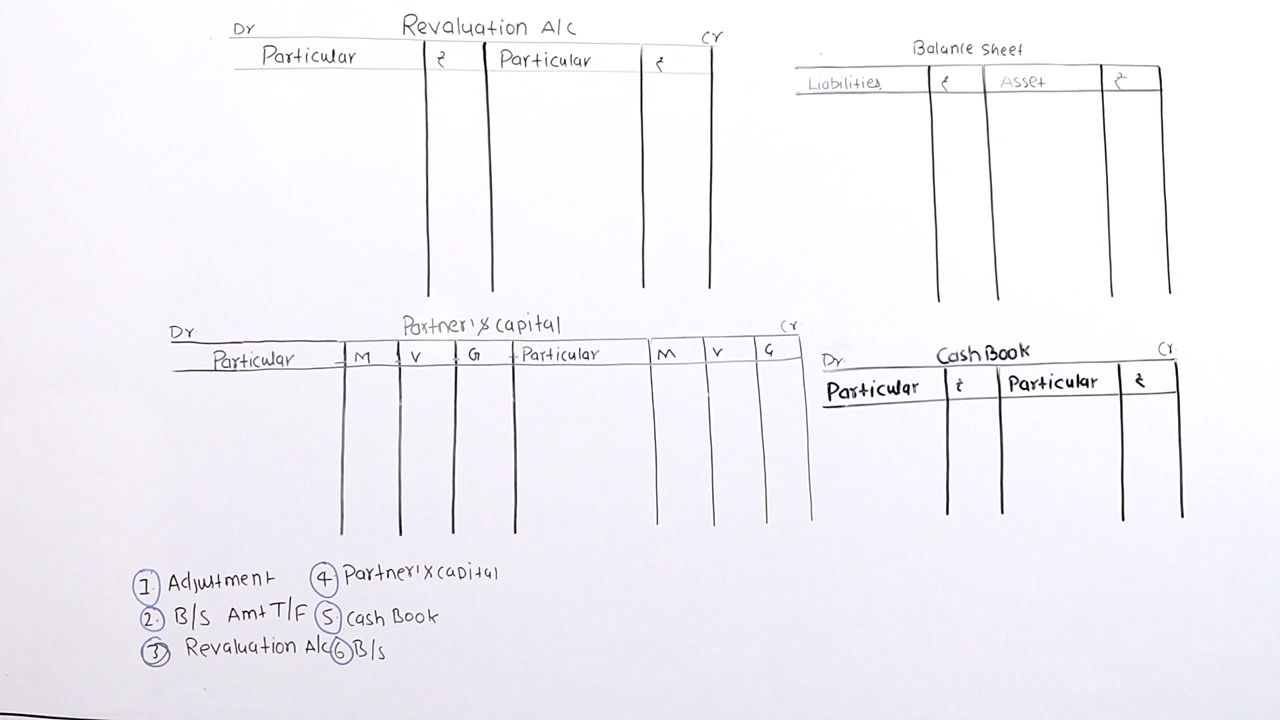 Dr Revaluation A/c Cr
Particular ₹ Particular ₹
Balance Sheet
Liabilities ₹ Asset ₹
Dr. Partner's Capital Cr.
Particular M V G Particular M V G
Dr. Cash Book Cr.
Particular ₹ Particular ₹
1. Adjustment
2. B/S Amt T/F
3. Revaluation A/c
4 Partner's Capital
5. Cash Book
6 B/s